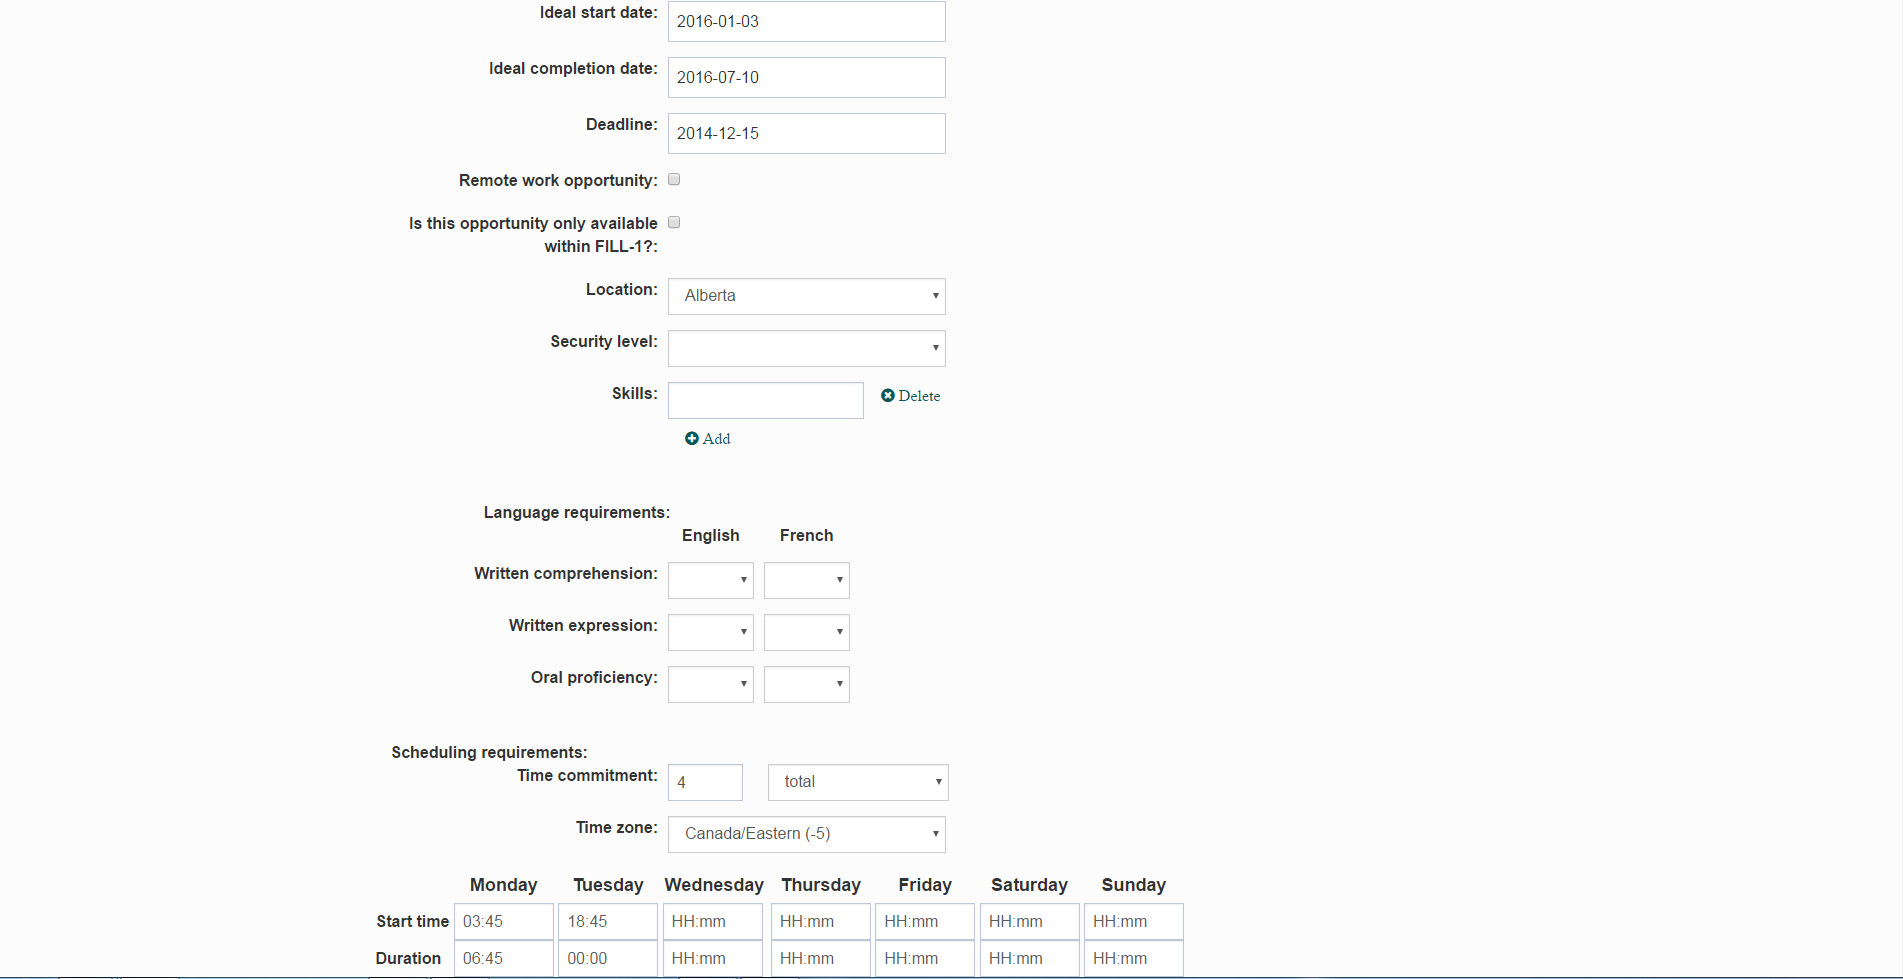 Ideal start date: 2016-01-03
Ideal completion date: 2016-07-10
Deadline: 2014-12-15
Remote work opportunity:
Is this opportunity only available
within FILL-1?:
Location: Alberta
Security level:
Skills: Delete
Add
Language requirements:
English French
Written comprehension:
Written expression:
Oral proficiency:
Scheduling requirements:
Time commitment: 4 total
Time zone: Canada/Eastern (-5)
Monday Tuesday Wednesday Thursday Friday Saturday Sunday
Start time 03:45 18:45 HH:mm HH:mm HH:mm HH:mm HH:mm
Duration 06:45 00:00 HH:mm HH:mm HH:mm HH:mm HH:mm